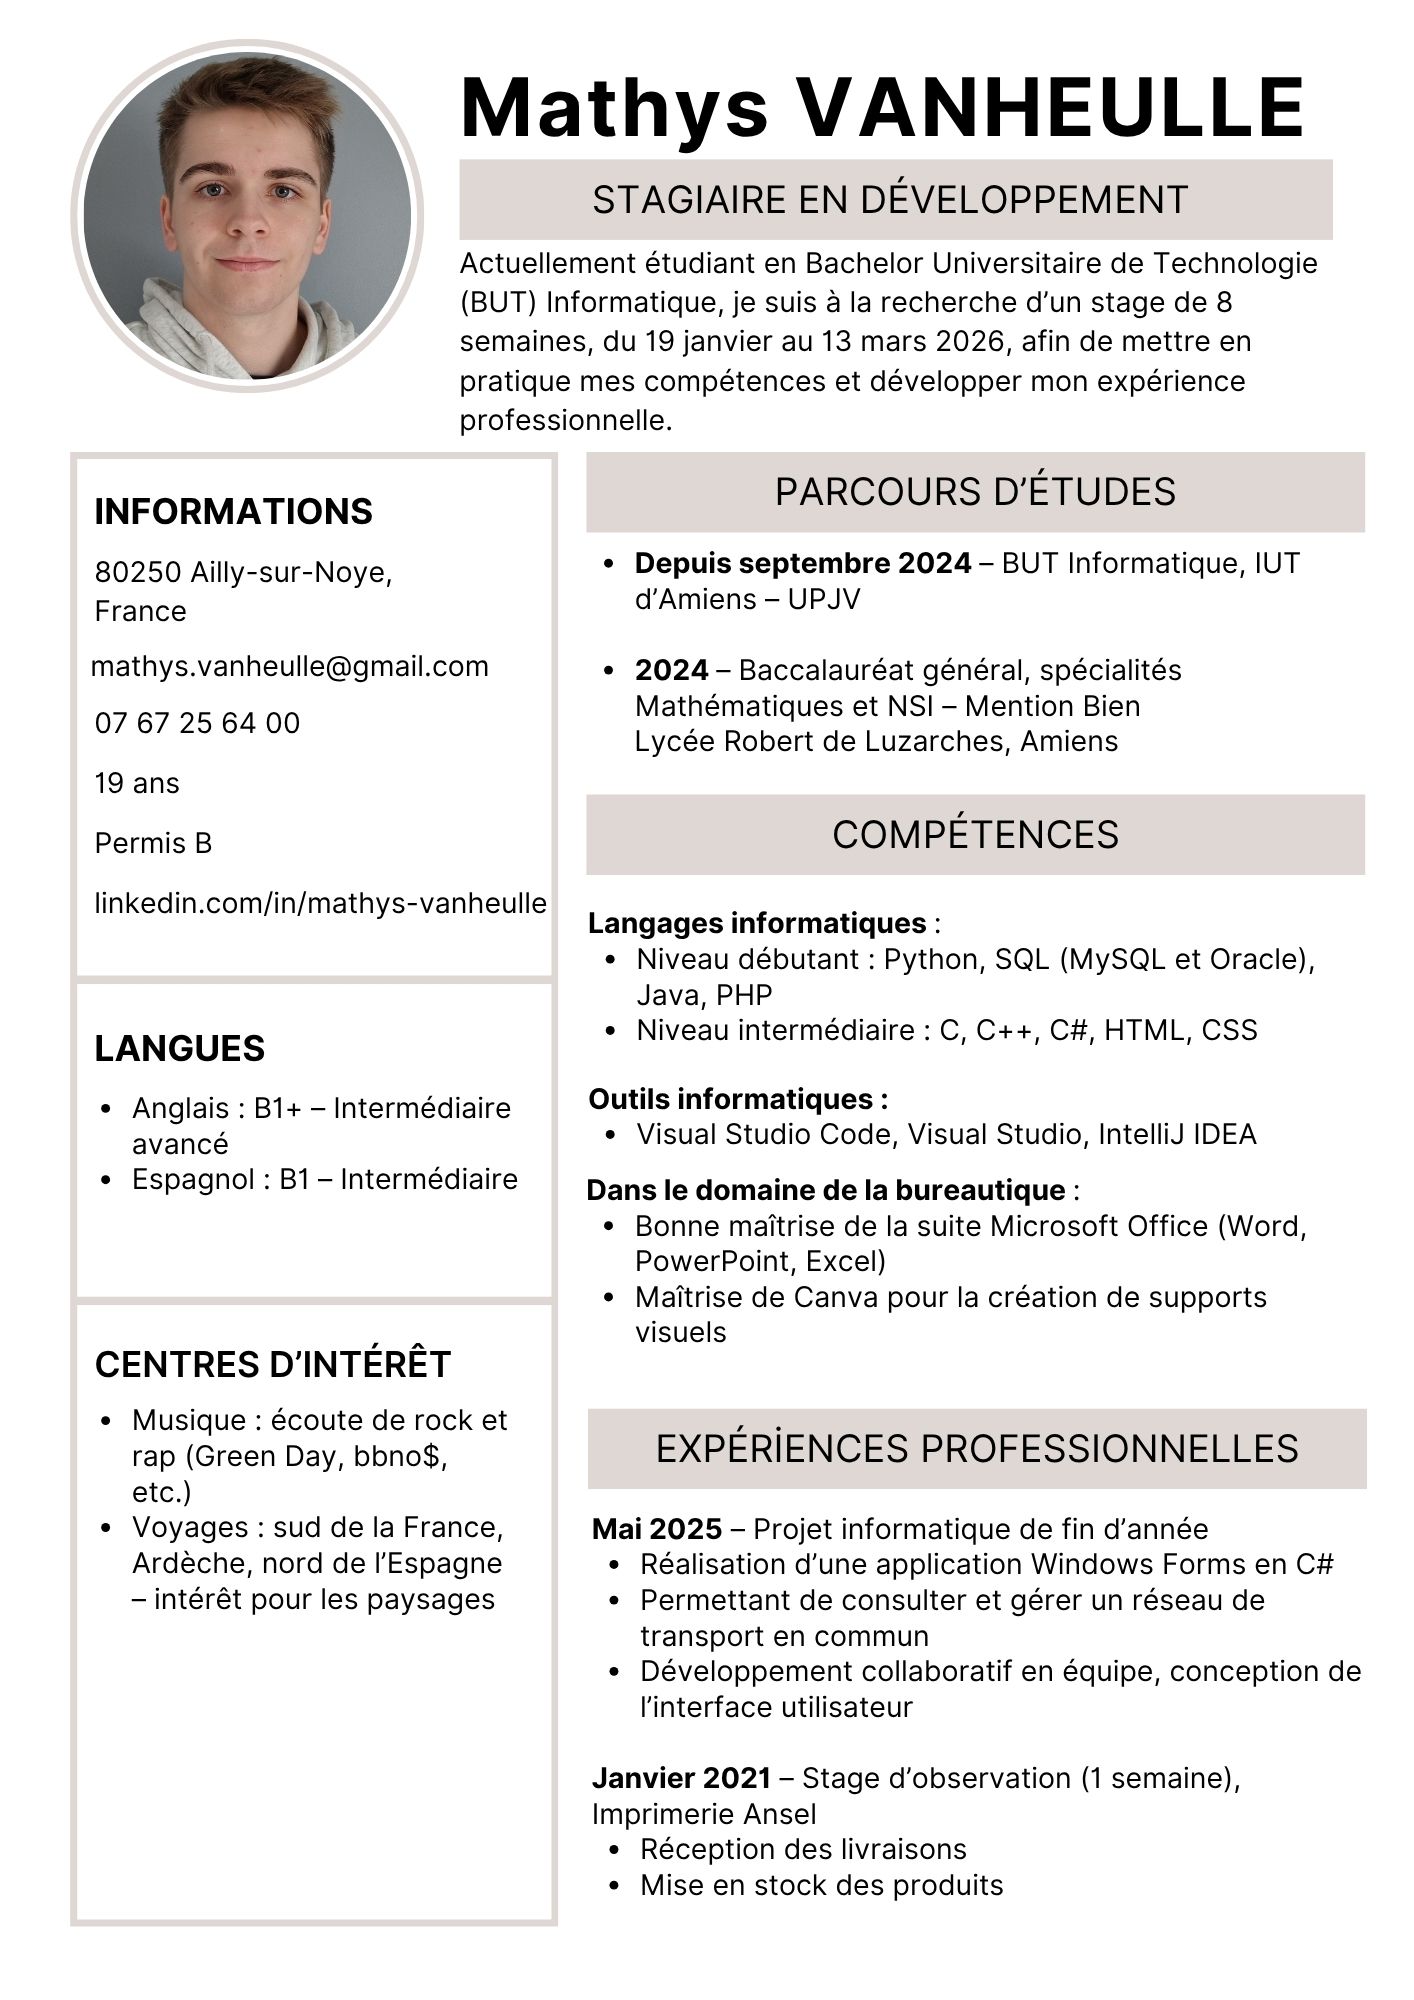 Mathys VANHEULLE
STAGIAIRE EN DÉVELOPPEMENT
Actuellement étudiant en Bachelor Universitaire de Technologie
(BUT) Informatique, je suis à la recherche d’un stage de 8
semaines, du 19 janvier au 13 mars 2026, afin de mettre en
pratique mes compétences et développer mon expérience
professionnelle.
INFORMATIONS
80250 Ailly-sur-Noye,
France
mathys.vanheulle@gmail.com
07 67 25 64 00
19 ans
Permis B
linkedin.com/in/mathys-vanheulle
LANGUES
• Anglais : B1+ – Intermédiaire
avancé
• Espagnol : B1 – Intermédiaire
CENTRES D’INTÉRÊT
• Musique : écoute de rock et
rap (Green Day, bbno$,
etc.)
• Voyages : sud de la France,
Ardèche, nord de l’Espagne
– intérêt pour les paysages
PARCOURS D’ÉTUDES
• Depuis septembre 2024 – BUT Informatique, IUT
d’Amiens – UPJV
• 2024 – Baccalauréat général, spécialités
Mathématiques et NSI – Mention Bien
Lycée Robert de Luzarches, Amiens
COMPÉTENCES
Langages informatiques :
• Niveau débutant : Python, SQL (MySQL et Oracle),
Java, PHP
• Niveau intermédiaire : C, C++, C#, HTML, CSS
Outils informatiques :
• Visual Studio Code, Visual Studio, IntelliJ IDEA
Dans le domaine de la bureautique :
• Bonne maîtrise de la suite Microsoft Office (Word,
PowerPoint, Excel)
• Maîtrise de Canva pour la création de supports
visuels
EXPÉRİENCES PROFESSIONNELLES
Mai 2025 – Projet informatique de fin d’année
• Réalisation d’une application Windows Forms en C#
• Permettant de consulter et gérer un réseau de
transport en commun
• Développement collaboratif en équipe, conception de
l’interface utilisateur
Janvier 2021 – Stage d’observation (1 semaine),
Imprimerie Ansel
• Réception des livraisons
• Mise en stock des produits